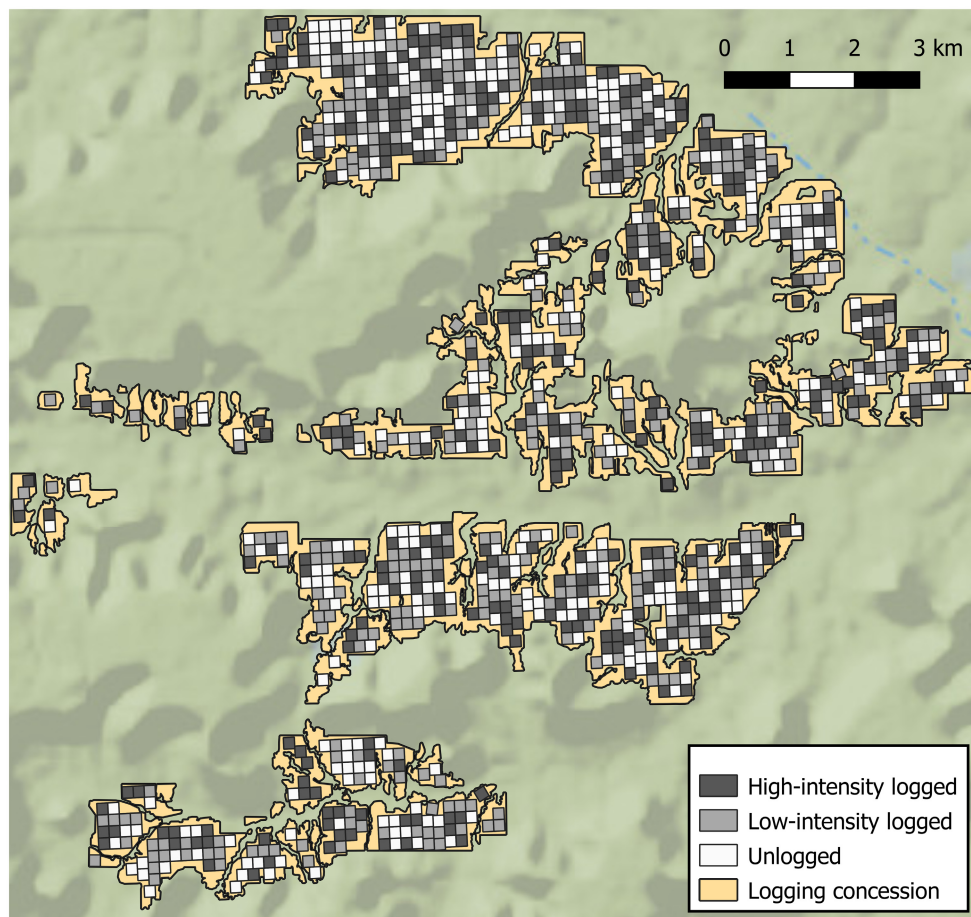 0 1 2 3 km
High-intensity logged
Low-intensity logged
Unlogged
Logging concession